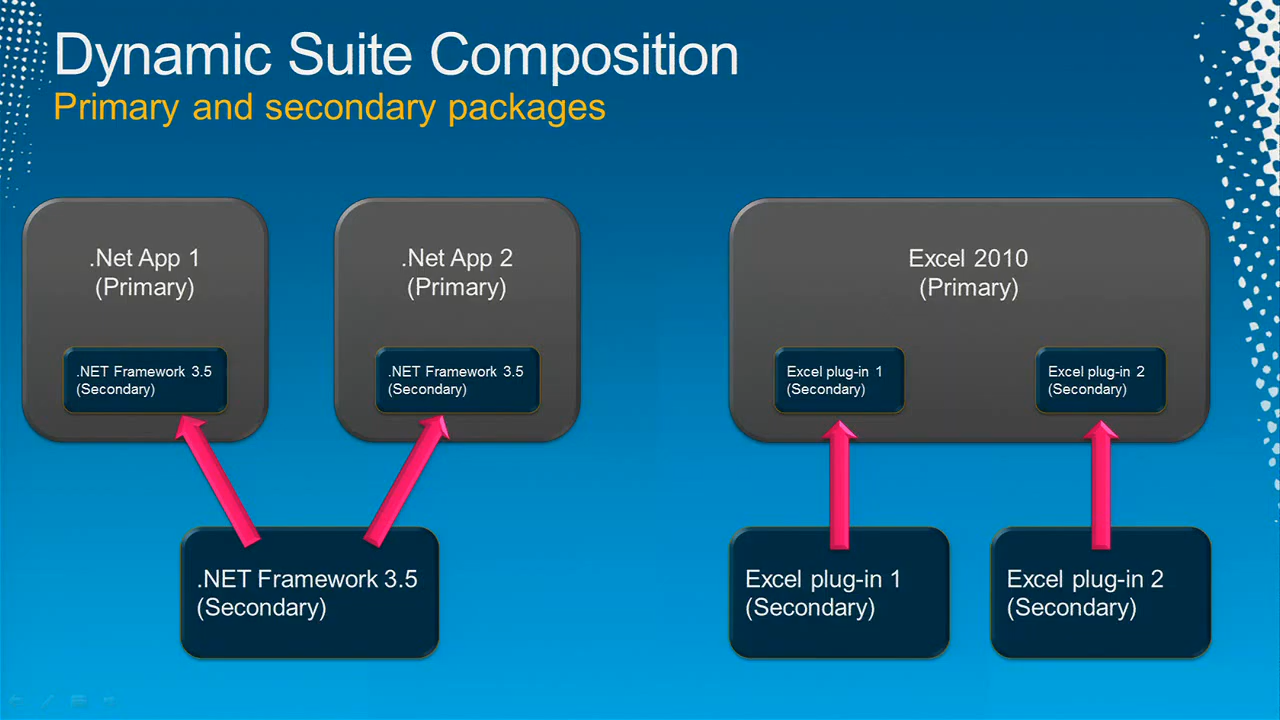 Dynamic Suite Composition
Primary and secondary packages
.Net App 1
(Primary)
.NET Framework 3.5
(Secondary)
.Net App 2
(Primary)
.NET Framework 3.5
(Secondary)
.NET Framework 3.5
(Secondary)
Excel 2010
(Primary)
Excel plug-in 1
(Secondary)
Excel plug-in 2
(Secondary)
Excel plug-in 1
(Secondary)
Excel plug-in 2
(Secondary)